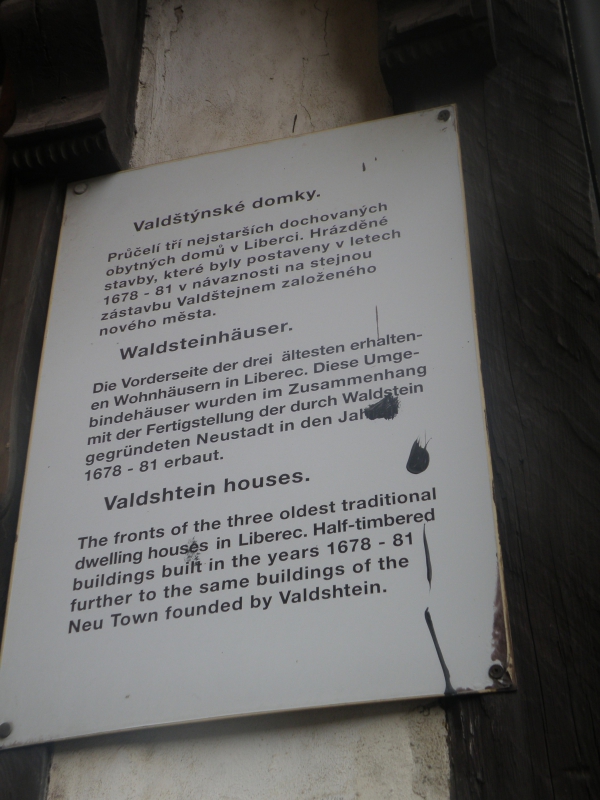 Valdštýnské domky.
Průčelí tří nejstarších dochovaných
obytných domů v Liberci. Hrázděné
stavby, které byly postaveny v letech
1678 - 81 v návaznosti na stejnou
zástavbu Valdštejnem založeného
nového města.
Waldsteinhäuser.
Die Vorderseite der drei ältesten erhalten-
en Wohnhäusern in Liberec. Diese Umge-
bindehäuser wurden im Zusammenhang
mit der Fertigstellung der durch Waldstein
gegründeten Neustadt in den
1678 - 81 erbaut.
Valdshtein houses.
The fronts of the three oldest traditional
dwelling houses in Liberec. Half-timbered
buildings built in the years 1678 - 81
further to the same buildings of the
Neu Town founded by Valdshtein.